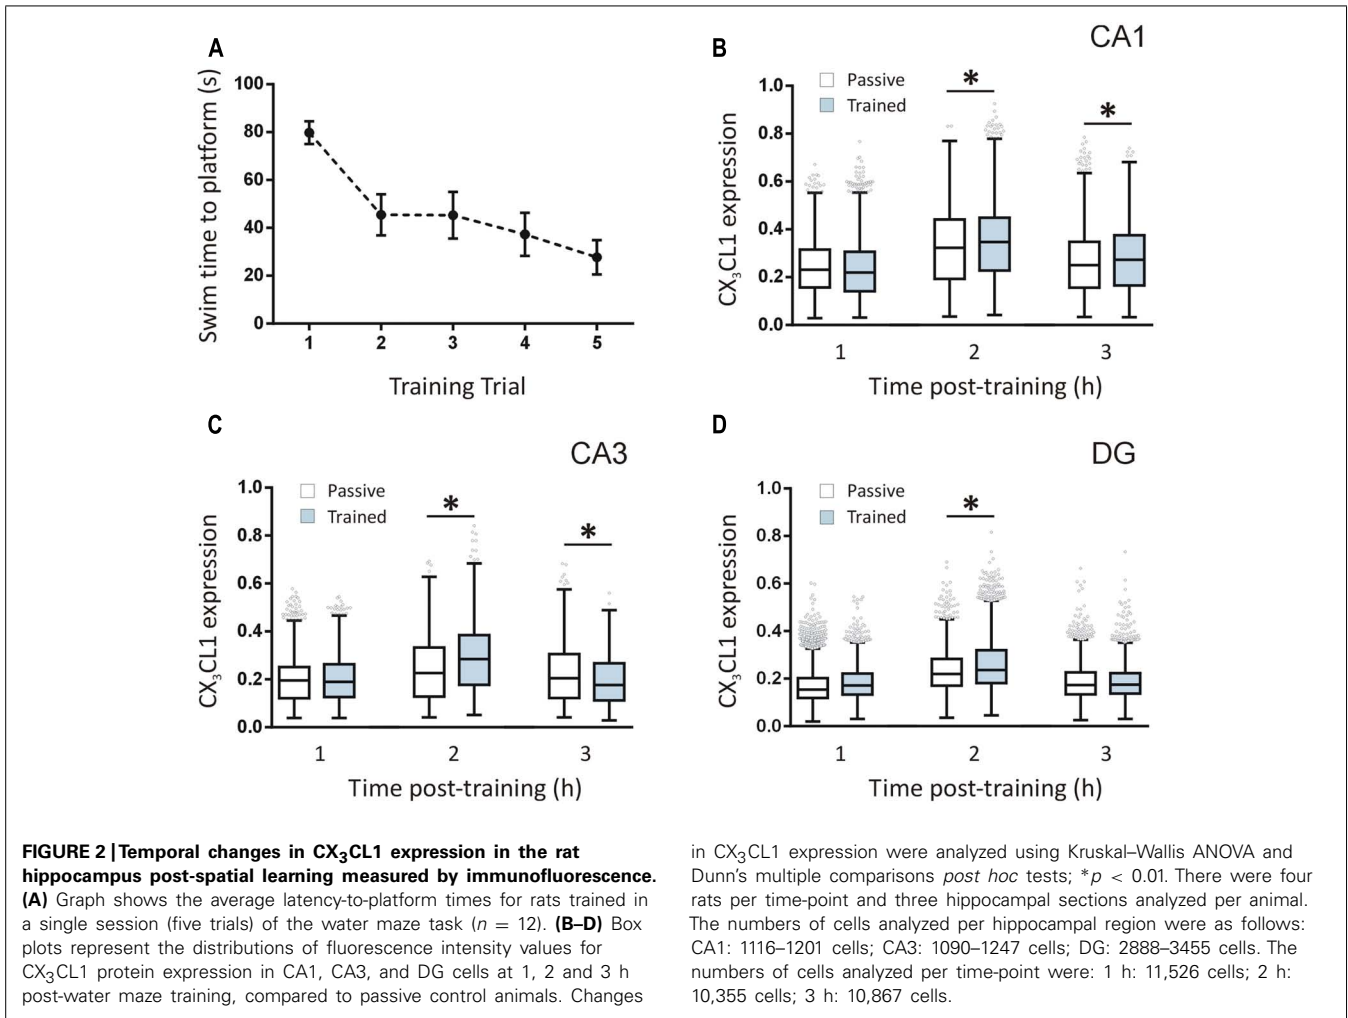 A
Swim time to platform (s)
100
80
60
40
20
0
1 2 3 4 5
Training Trial
B
CA1
Passive
Trained
CX3CL1 expression
1.0
0.8
0.6
0.4
0.2
0.0
*
*
1 2 3
Time post-training (h)
C
CA3
Passive
Trained
CX3CL1 expression
1.0
0.8
0.6
0.4
0.2
0.0
*
*
1 2 3
Time post-training (h)
D
DG
Passive
Trained
CX3CL1 expression
1.0
0.8
0.6
0.4
0.2
0.0
*
1 2 3
Time post-training (h)
FIGURE 2 | Temporal changes in CX3CL1 expression in the rat
hippocampus post-spatial learning measured by immunofluorescence.
(A) Graph shows the average latency-to-platform times for rats trained in
a single session (five trials) of the water maze task (n = 12). (B–D) Box
plots represent the distributions of fluorescence intensity values for
CX3CL1 protein expression in CA1, CA3, and DG cells at 1, 2 and 3 h
post-water maze training, compared to passive control animals. Changes
in CX3CL1 expression were analyzed using Kruskal–Wallis ANOVA and
Dunn's multiple comparisons post hoc tests; *p < 0.01. There were four
rats per time-point and three hippocampal sections analyzed per animal.
The numbers of cells analyzed per hippocampal region were as follows:
CA1: 1116–1201 cells; CA3: 1090–1247 cells; DG: 2888–3455 cells. The
numbers of cells analyzed per time-point were: 1 h: 11,526 cells; 2 h:
10,355 cells; 3 h: 10,867 cells.